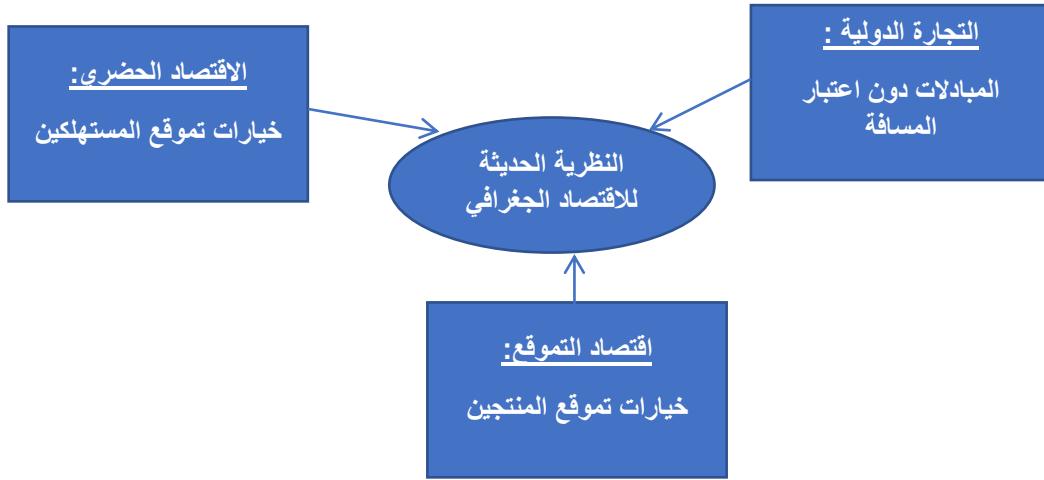 التجارة الدولية :
المبادلات دون اعتبار
المسافة
الاقتصاد الحضري:
خيارات تموقع المستهلكين
النظرية الحديثة
للاقتصاد الجغرافي
اقتصاد التموقع:
خيارات تموقع المنتجين